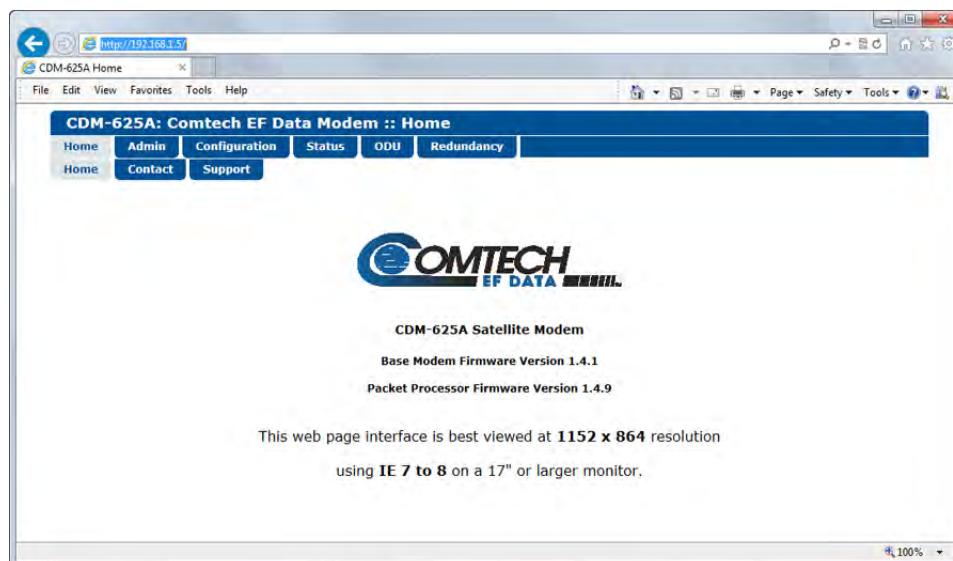 http://192.168.1.5/
CDM-625A Home
File Edit View Favorites Tools Help
Page Safety Tools
CDM-625A: Comtech EF Data Modem :: Home
Home Admin Configuration Status ODU Redundancy
Home Contact Support
COMTECH
EF DATA
CDM-625A Satellite Modem
Base Modem Firmware Version 1.4.1
Packet Processor Firmware Version 1.4.9
This web page interface is best viewed at 1152 x 864 resolution
using IE 7 to 8 on a 17" or larger monitor.
100%